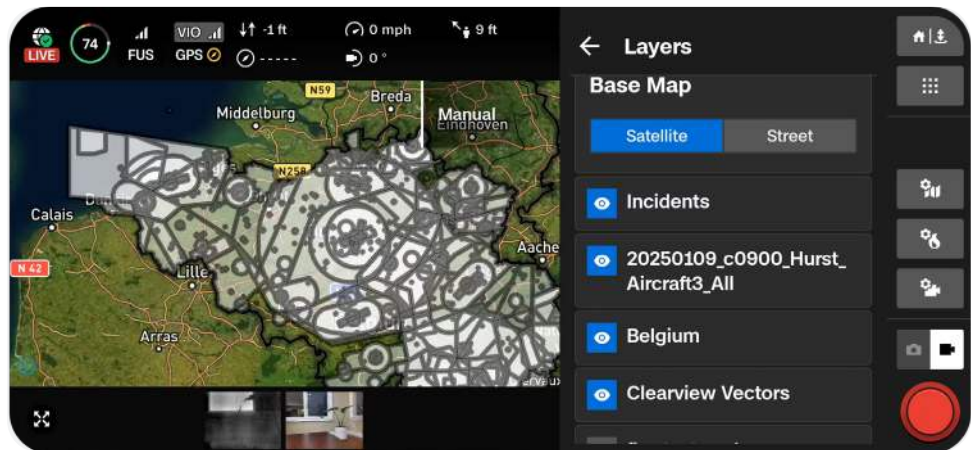 LIVE
74
FUS
VIO
GPS
-1 ft
-----
0 mph
0 °
9 ft
N59
Breda
Middelburg
Manual
Eindhoven
N258
Calais
Aache
N 42
Lille
Arras
Layers
Base Map
Satellite
Street
Incidents
20250109_c0900_Hurst_
Aircraft3_All
Belgium
Clearview Vectors